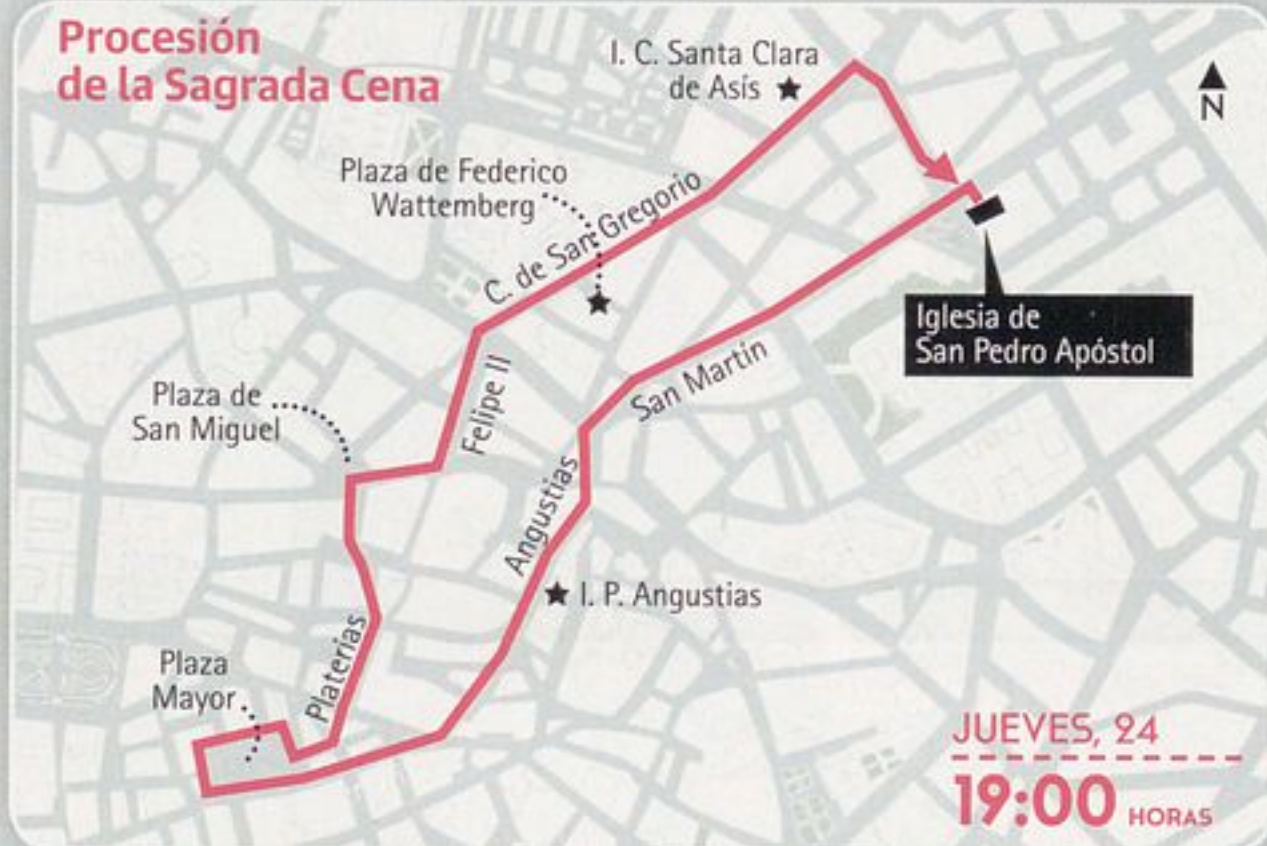 Procesión
de la Sagrada Cena
I. C. Santa Clara
de Asís
N
Plaza de Federico
Wattemberg
C. de San Gregorio
Iglesia de
San Pedro Apóstol
San Martín
Felipe II
Plaza de
San Miguel
Angustias
I. P. Angustias
Platerias
Plaza
Mayor
JUEVES, 24
19:00 HORAS